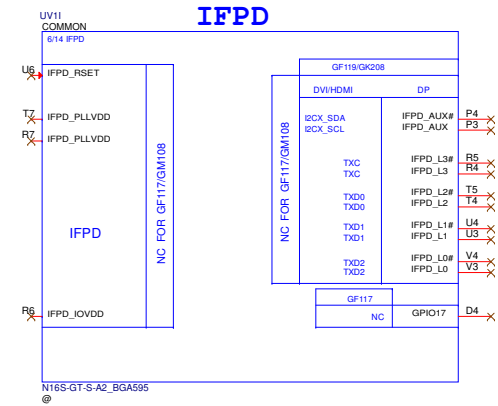 IFPD
UV1I
COMMON
6/14 IFPD
U6 IFPD_RSET
T7 IFPD_PLLVDD
R7 IFPD_PLLVDD
IFPD
R6 IFPD_IOVDD
NC FOR GF117/GM108
NC FOR GF117/GM108
GF119/GK208
DVI/HDMI DP
I2CX_SDA IFPD_AUX# P4
I2CX_SCL IFPD_AUX P3
TXC IFPD_L3# R5
TXC IFPD_L3 R4
TXD0 IFPD_L2# T5
TXD0 IFPD_L2 T4
TXD1 IFPD_L1# U4
TXD1 IFPD_L1 U3
TXD2 IFPD_L0# V4
TXD2 IFPD_L0 V3
GF117
NC GPIO17 D4
N16S-GT-S-A2_BGA595
@